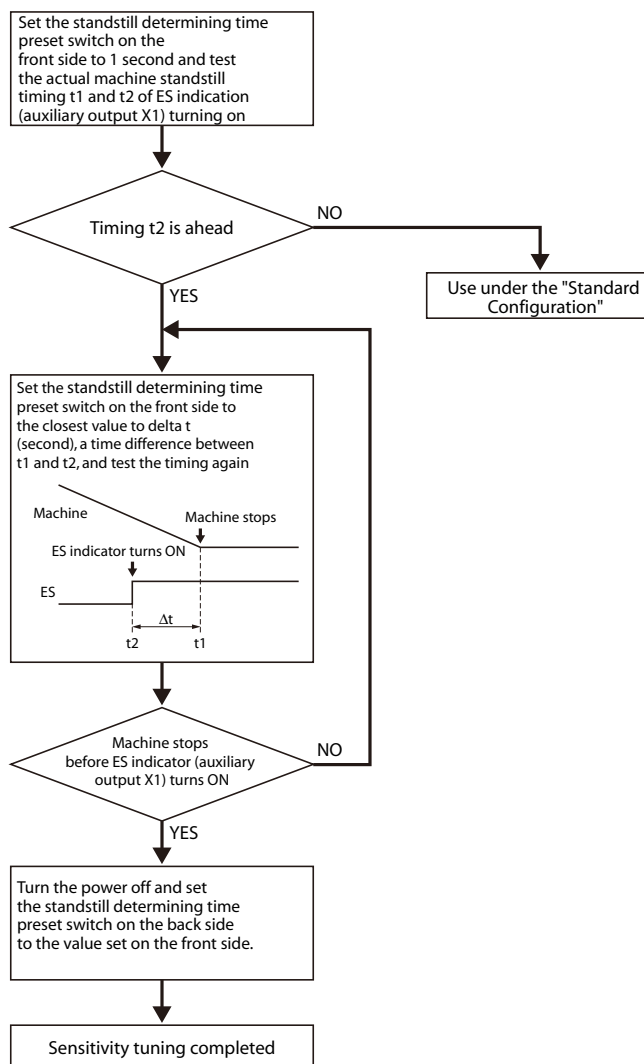 Set the standstill determining time
preset switch on the
front side to 1 second and test
the actual machine standstill
timing t1 and t2 of ES indication
(auxiliary output X1) turning on
Timing t2 is ahead
NO
Use under the "Standard
Configuration"
YES
Set the standstill determining time
preset switch on the front side to
the closest value to delta t
(second), a time difference between
t1 and t2, and test the timing again
Machine
Machine stops
ES indicator turns ON
ES
Δt
t2
t1
Machine stops
before ES indicator (auxiliary
output X1) turns ON
NO
YES
Turn the power off and set
the standstill determining time
preset switch on the back side
to the value set on the front side.
Sensitivity tuning completed